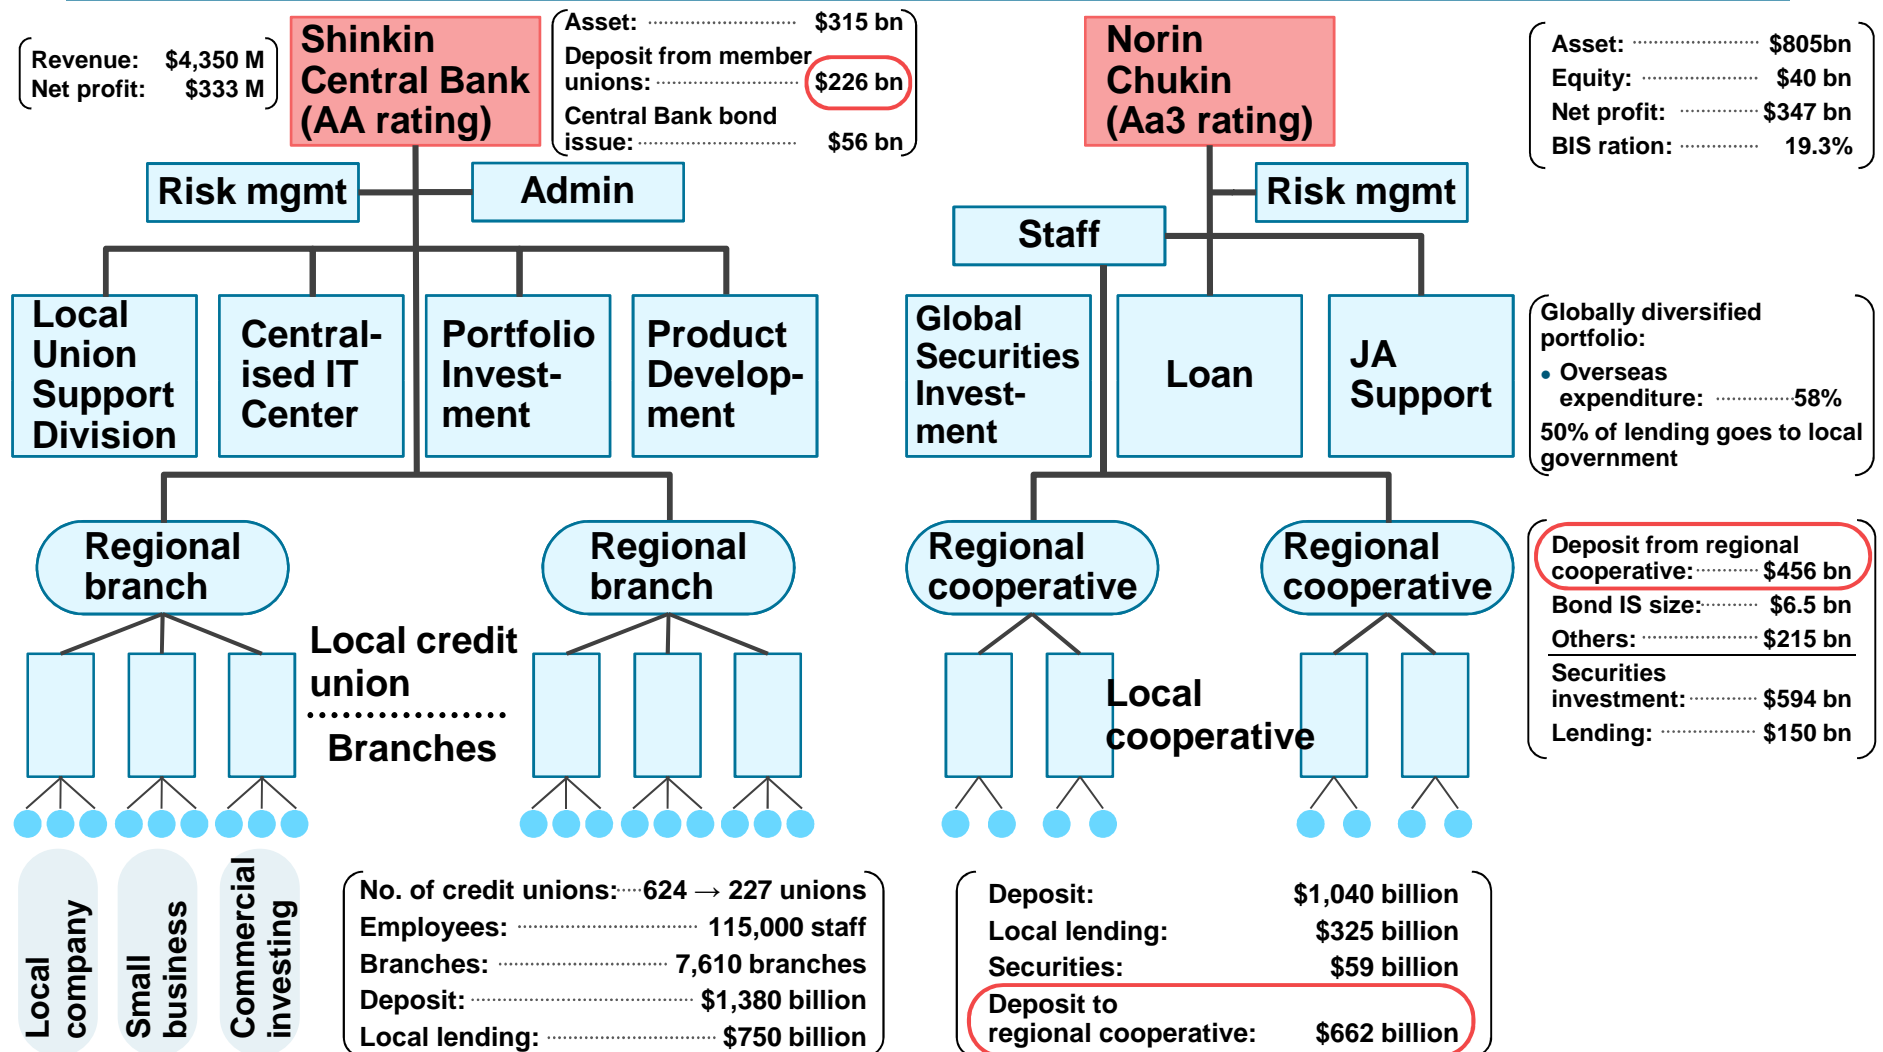 Revenue: $4,350 M
Net profit: $333 M
Shinkin
Central Bank
(AA rating)
Asset: $315 bn
Deposit from member
unions: $226 bn
Central Bank bond
issue: $56 bn
Risk mgmt
Admin
Local
Union
Support
Division
Central-
ised IT
Center
Portfolio
Invest-
ment
Product
Develop-
ment
Regional
branch
Regional
branch
Local credit
union
Branches
Local
company
Small
business
Commercial
investing
No. of credit unions: 624 → 227 unions
Employees: 115,000 staff
Branches: 7,610 branches
Deposit: $1,380 billion
Local lending: $750 billion
Norin
Chukin
(Aa3 rating)
Asset: $805bn
Equity: $40 bn
Net profit: $347 bn
BIS ration: 19.3%
Risk mgmt
Staff
Global
Securities
Invest-
ment
Loan
JA
Support
Globally diversified
portfolio:
• Overseas
expenditure: 58%
50% of lending goes to local
government
Regional
cooperative
Regional
cooperative
Deposit from regional
cooperative: $456 bn
Bond IS size: $6.5 bn
Others: $215 bn
Securities
investment: $594 bn
Lending: $150 bn
Local
cooperative
Deposit: $1,040 billion
Local lending: $325 billion
Securities: $59 billion
Deposit to
regional cooperative: $662 billion